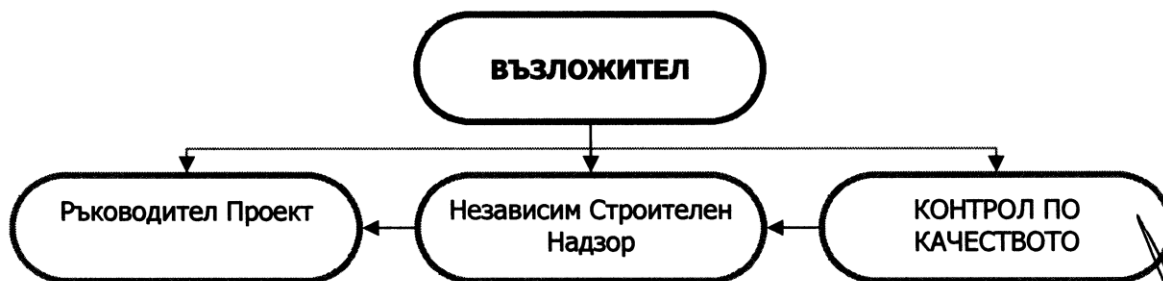 ВЪЗЛОЖИТЕЛ
Ръководител Проект
Независим Строителен
Надзор
КОНТРОЛ ПО
КАЧЕСТВОТО